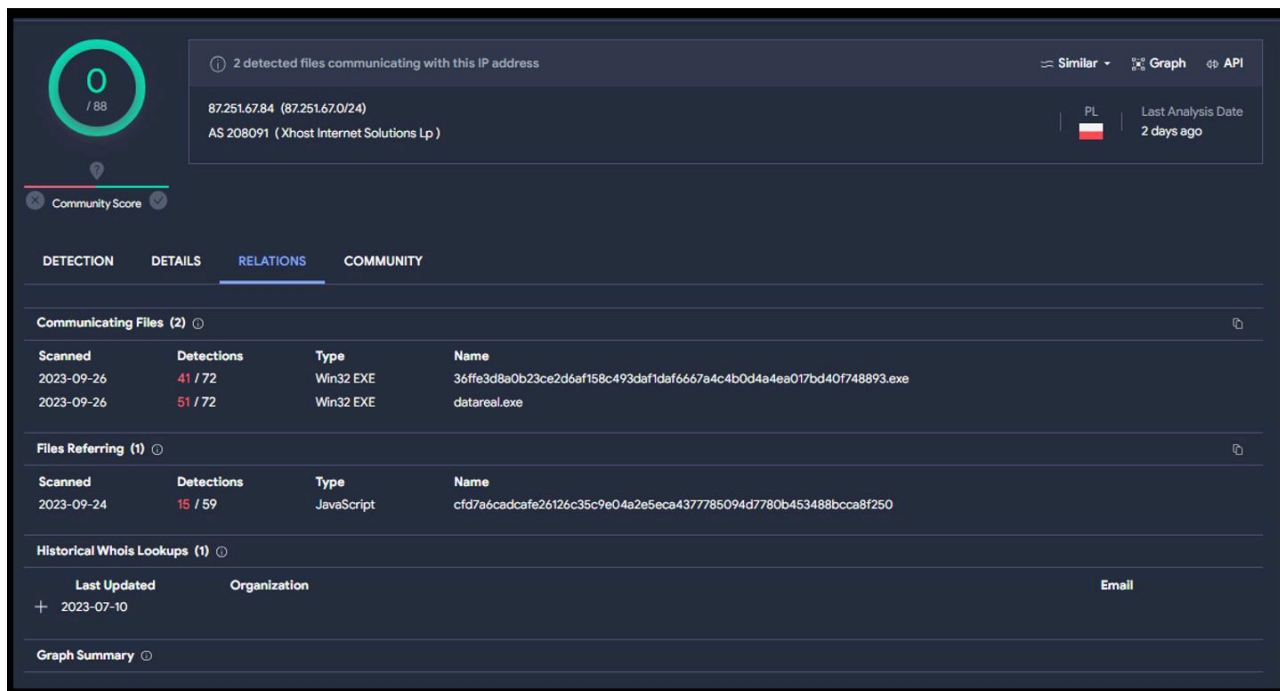 0
/ 88
2 detected files communicating with this IP address
Similar Graph API
87.251.67.84 (87.251.67.0/24)
AS 208091 ( Xhost Internet Solutions Lp )
PL
Last Analysis Date
2 days ago
?
Community Score
DETECTION DETAILS RELATIONS COMMUNITY
Communicating Files (2)
Scanned Detections Type Name
2023-09-26 41 / 72 Win32 EXE 36ffe3d8a0b23ce2d6af158c493daf1daf6667a4c4b0d4a4ea017bd40f748893.exe
2023-09-26 51 / 72 Win32 EXE datareal.exe
Files Referring (1)
Scanned Detections Type Name
2023-09-24 15 / 59 JavaScript cfd7a6cadcafe26126c35c9e04a2e5eca4377785094d7780b453488bcca8f250
Historical Whois Lookups (1)
Last Updated Organization Email
+ 2023-07-10
Graph Summary